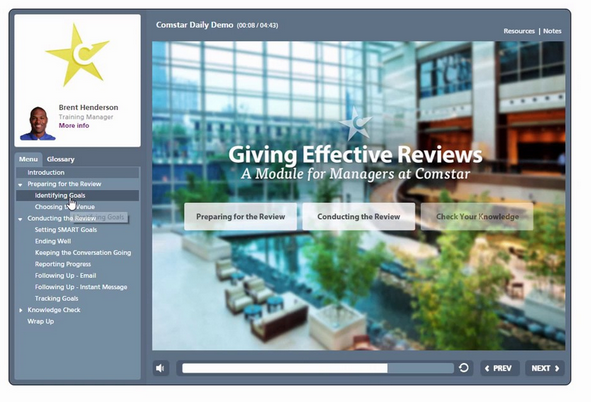 Comstar Daily Demo (00:08 / 04:43)
Resources | Notes
Brent Henderson
Training Manager
More info
Menu Glossary
Introduction
Preparing for the Review
Identifying Goals
Choosing Venue
Conducting the Review
Setting SMART Goals
Ending Well
Keeping the Conversation Going
Reporting Progress
Following Up - Email
Following Up - Instant Message
Tracking Goals
Knowledge Check
Wrap Up
Giving Effective Reviews
A Module for Managers at Comstar
Preparing for the Review
Conducting the Review
Check Your Knowledge
PREV
NEXT